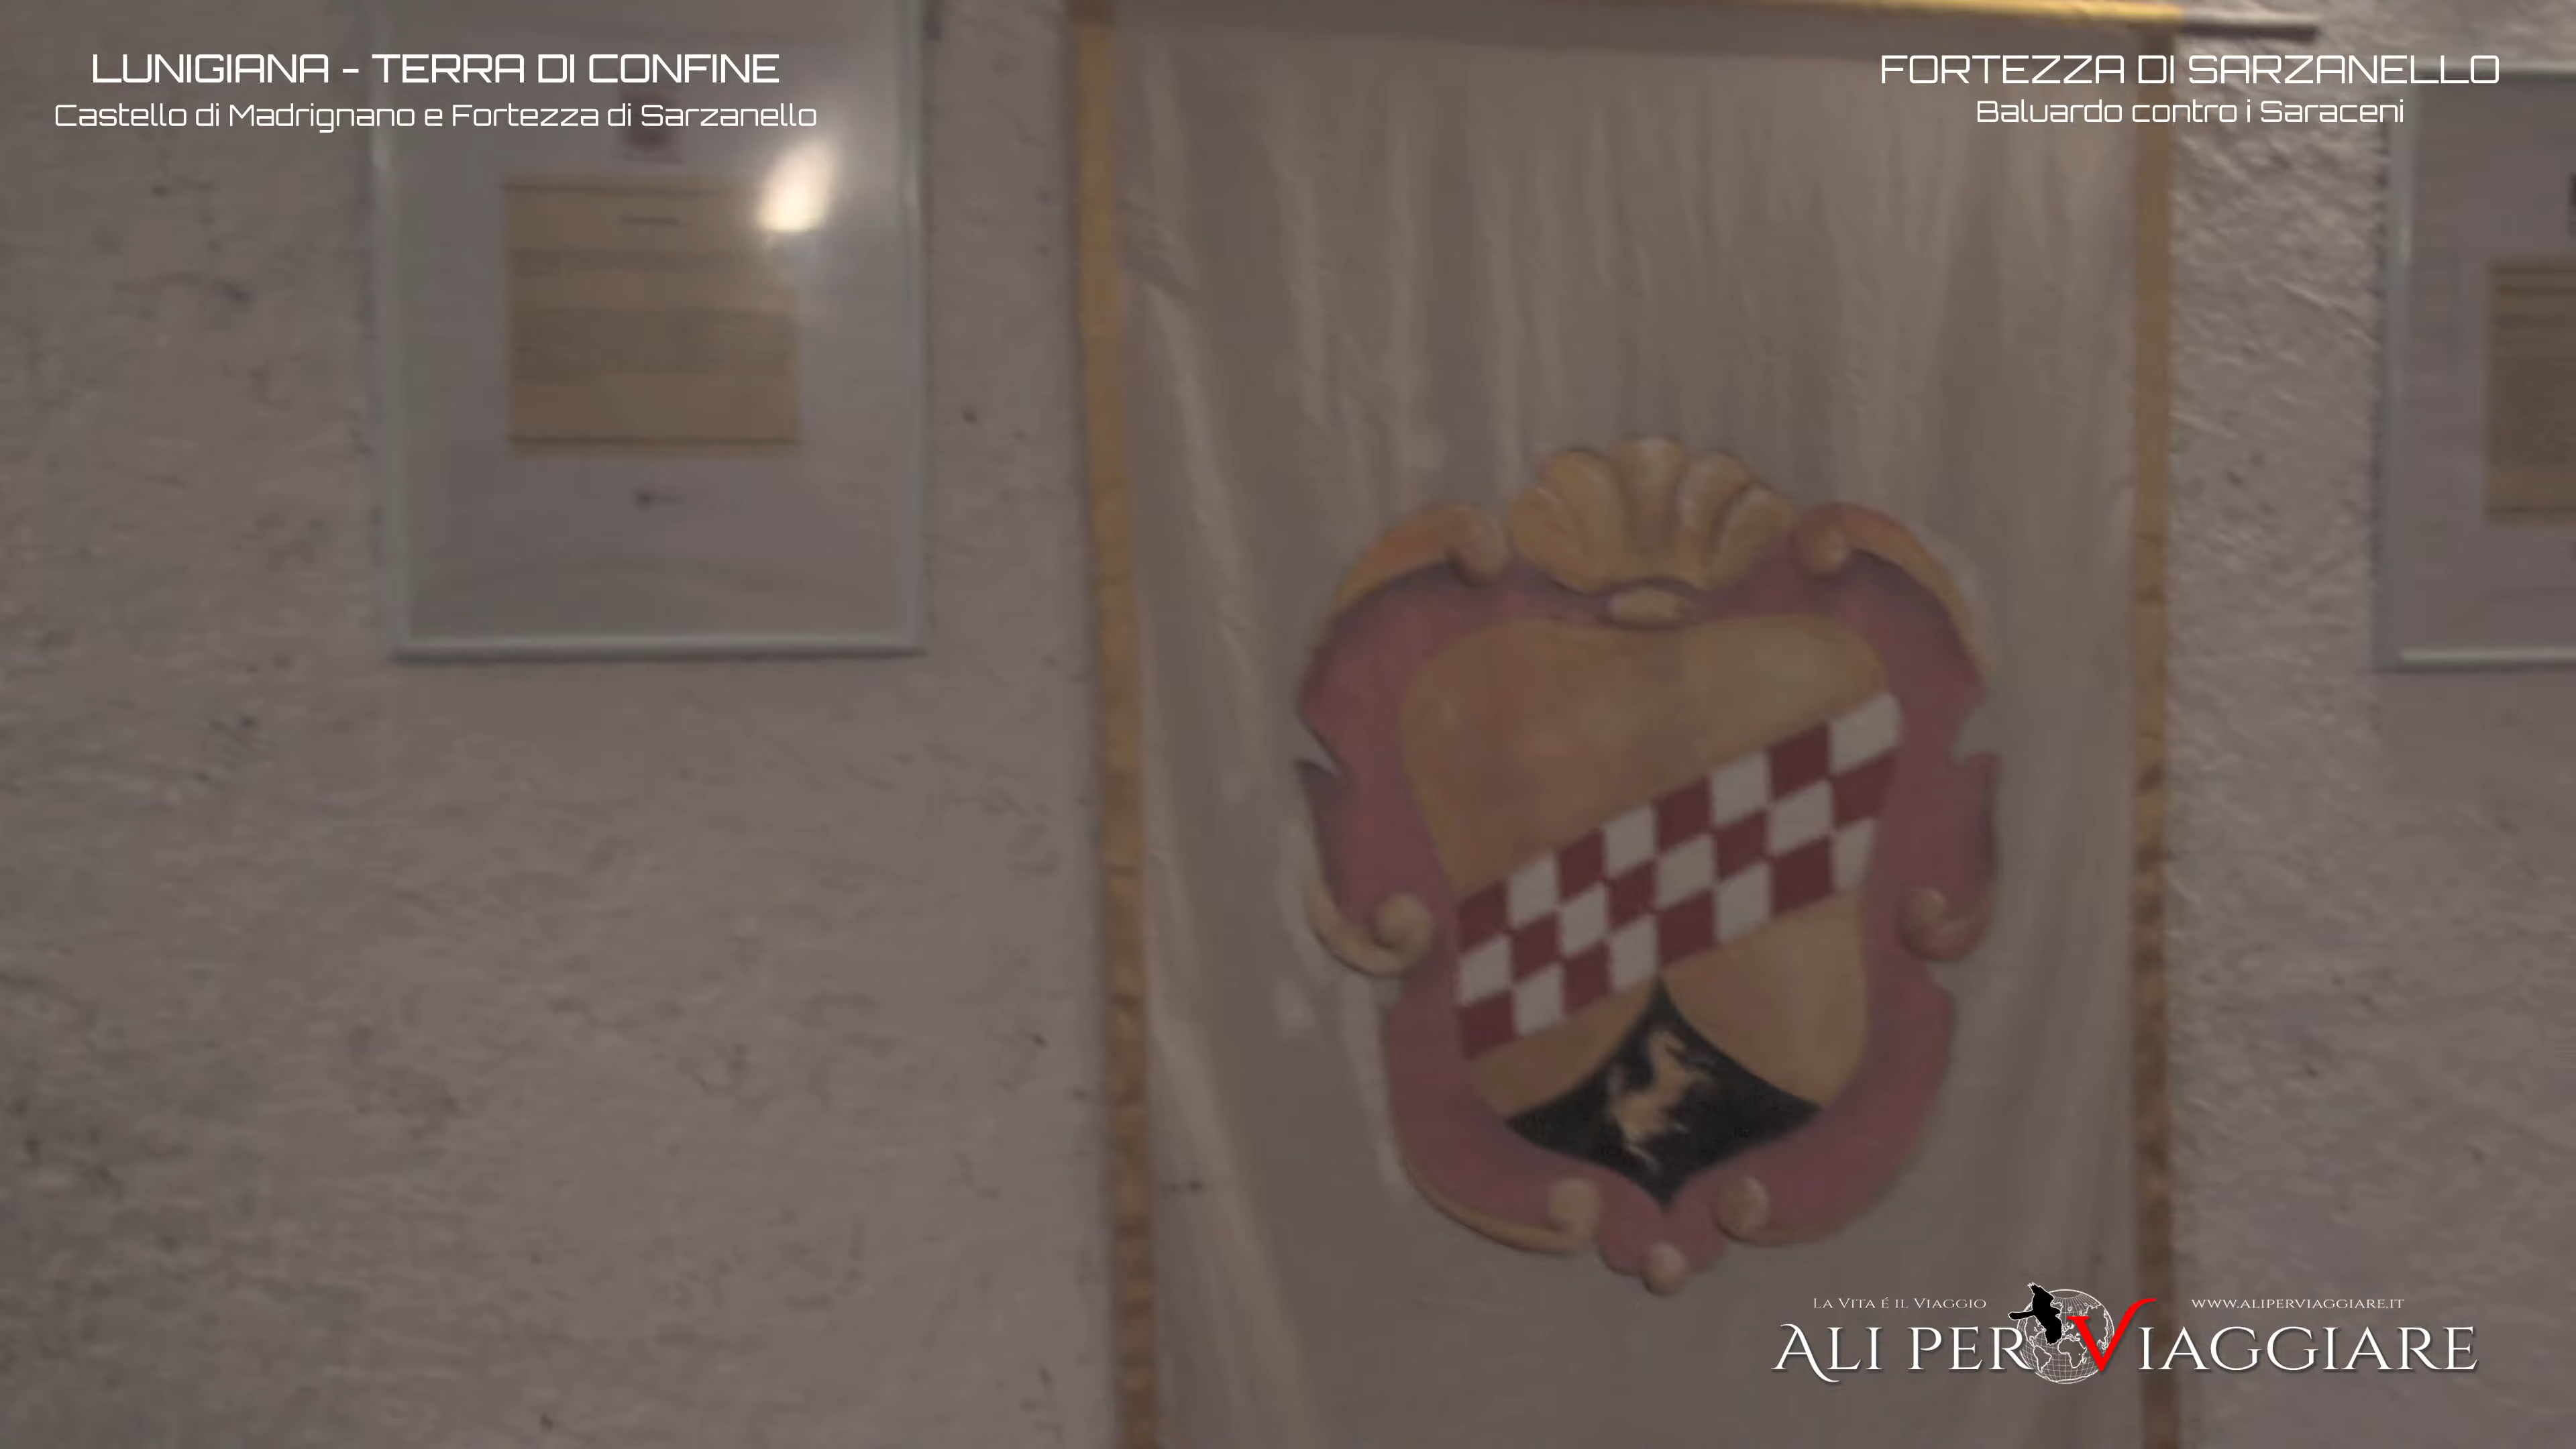 LUNIGIANA - TERRA DI CONFINE
Castello di Madrignano e Fortezza di Sarzanello
FORTEZZA DI SARZANELLO
Baluardo contro i Saraceni
LA VITA É IL VIAGGIO
WWW.ALIPERVIAGGIARE.IT
ALI PER VIAGGIARE